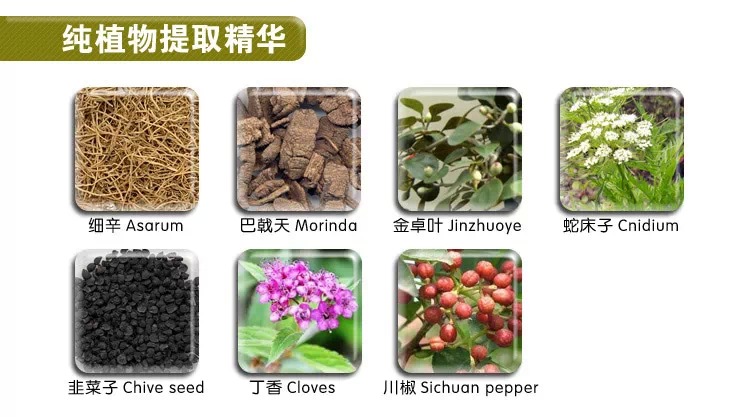 纯植物提取精华
细辛 Asarum
巴戟天 Morinda
金卓叶 Jinzhuoye
蛇床子 Cnidium
韭菜子 Chive seed
丁香 Cloves
川椒 Sichuan pepper